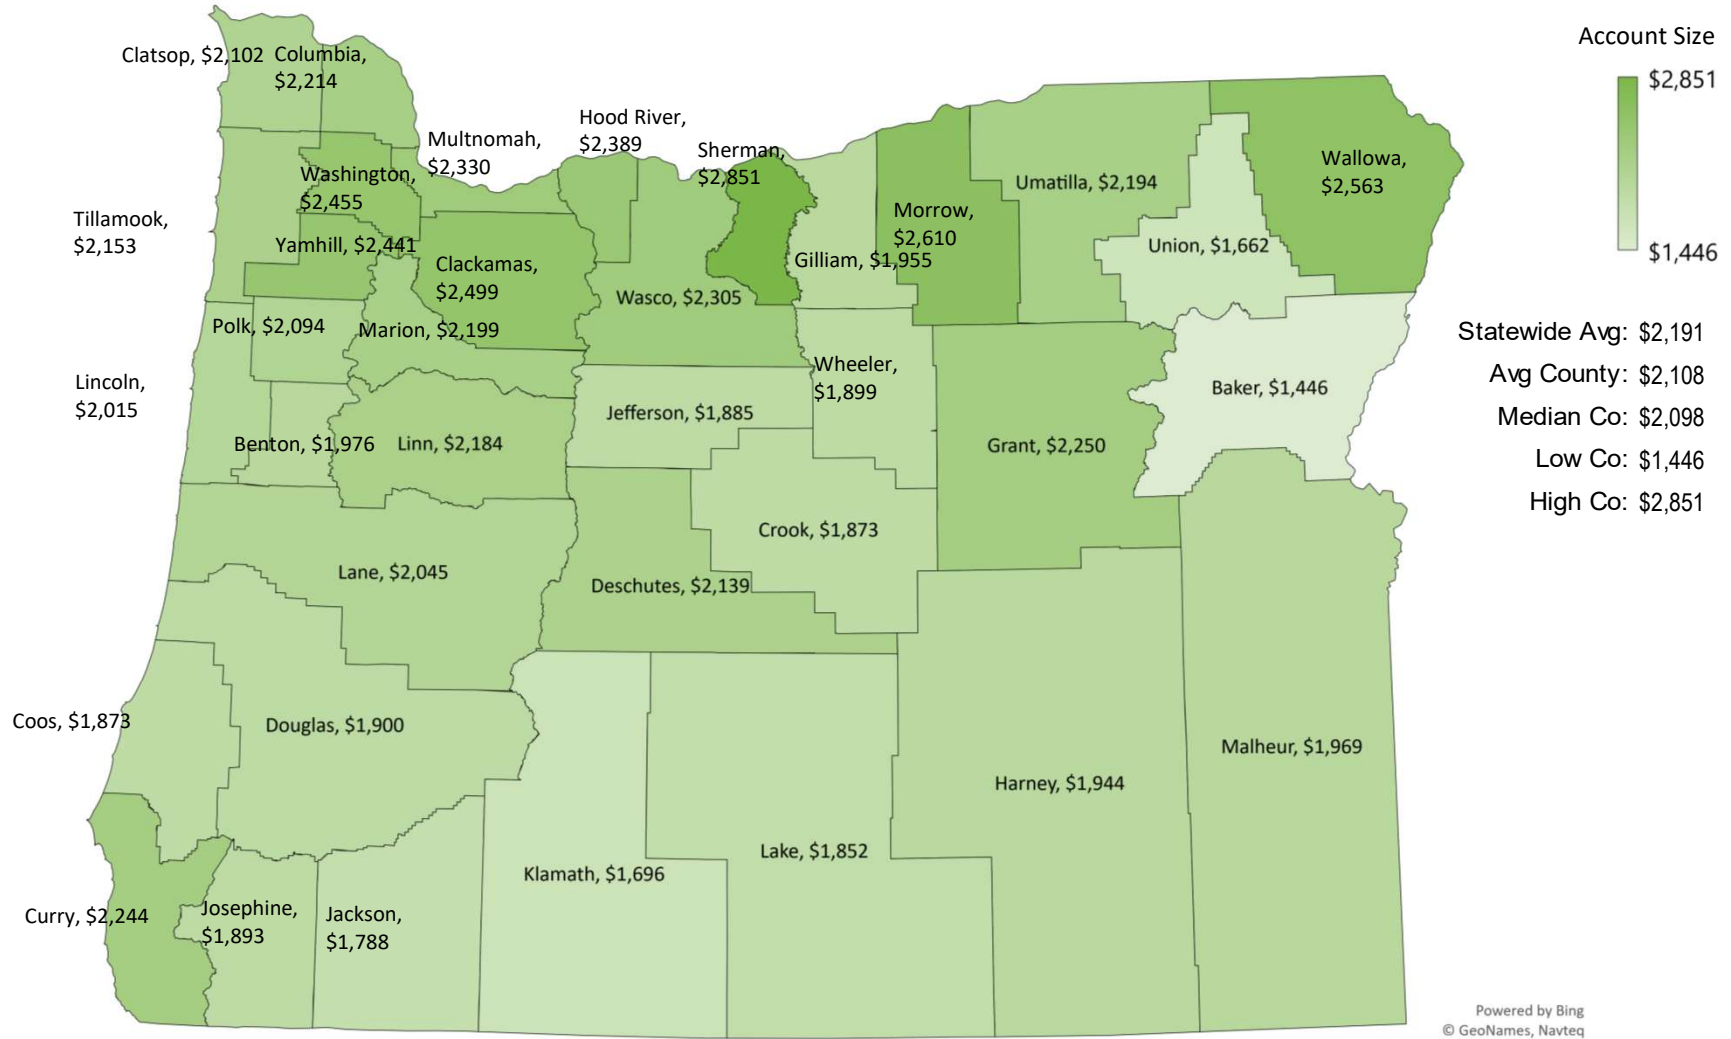 Clatsop, $2,102
Columbia,
$2,214
Multnomah,
$2,330
Hood River,
$2,389
Sherman,
$2,851
Washington,
$2,455
Tillamook,
$2,153
Yamhill, $2,441
Clackamas,
$2,499
Wasco, $2,305
Gilliam, $1,955
Morrow,
$2,610
Umatilla, $2,194
Union, $1,662
Wallowa,
$2,563
Polk, $2,094
Marion, $2,199
Lincoln,
$2,015
Benton, $1,976
Linn, $2,184
Jefferson, $1,885
Wheeler,
$1,899
Grant, $2,250
Baker, $1,446
Crook, $1,873
Lane, $2,045
Deschutes, $2,139
Coos, $1,873
Douglas, $1,900
Malheur, $1,969
Harney, $1,944
Lake, $1,852
Klamath, $1,696
Curry, $2,244
Josephine,
$1,893
Jackson,
$1,788
Account Size
$2,851
$1,446
Statewide Avg: $2,191
Avg County: $2,108
Median Co: $2,098
Low Co: $1,446
High Co: $2,851
Powered by Bing
© GeoNames, Navteq